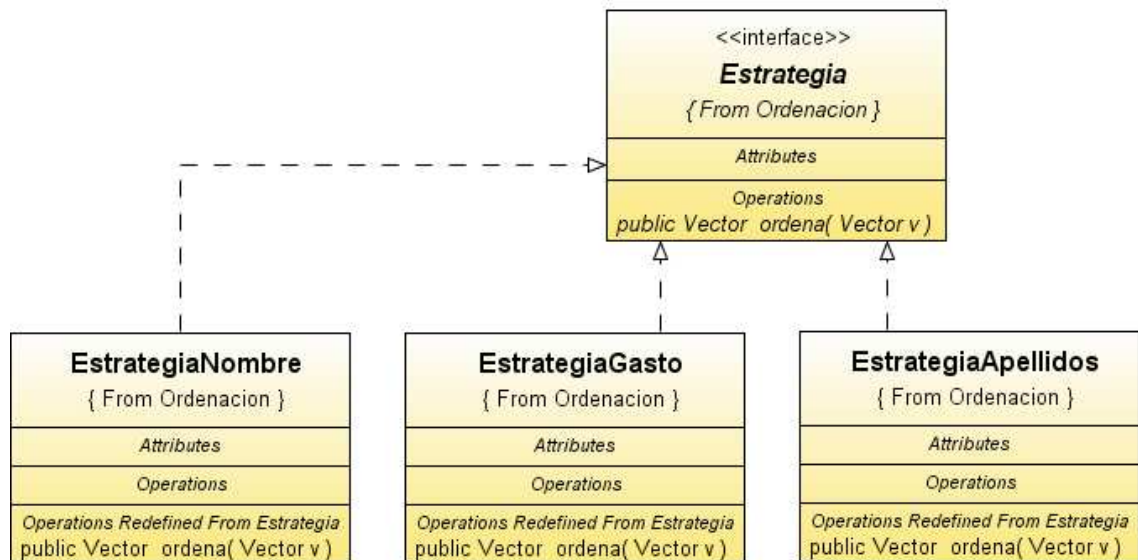 <<interface>>
Estrategia
{ From Ordenacion }
Attributes
Operations
public Vector ordena( Vector v )
EstrategiaNombre
{ From Ordenacion }
Attributes
Operations
Operations Redefined From Estrategia
public Vector ordena( Vector v )
EstrategiaGasto
{ From Ordenacion }
Attributes
Operations
Operations Redefined From Estrategia
public Vector ordena( Vector v )
EstrategiaApellidos
{ From Ordenacion }
Attributes
Operations
Operations Redefined From Estrategia
public Vector ordena( Vector v )